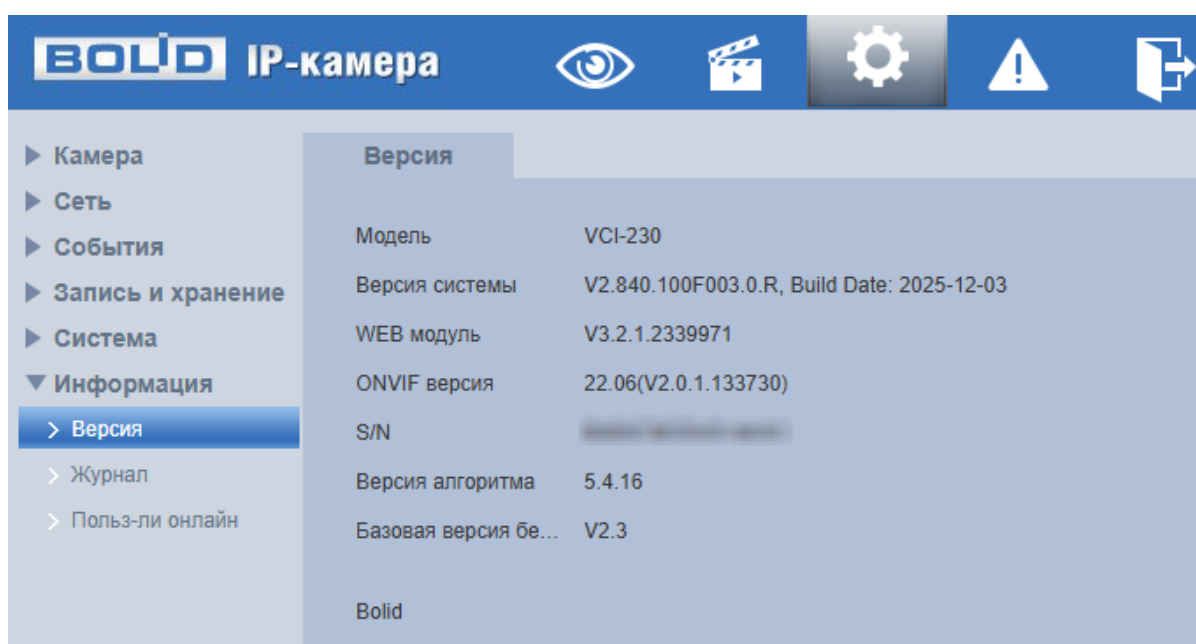 BOLID IP-камера
Камера
Сеть
События
Запись и хранение
Система
Информация
Версия
Журнал
Польз-ли онлайн
Версия
Модель VCI-230
Версия системы V2.840.100F003.0.R, Build Date: 2025-12-03
WEB модуль V3.2.1.2339971
ONVIF версия 22.06(V2.0.1.133730)
S/N
Версия алгоритма 5.4.16
Базовая версия бе... V2.3
Bolid